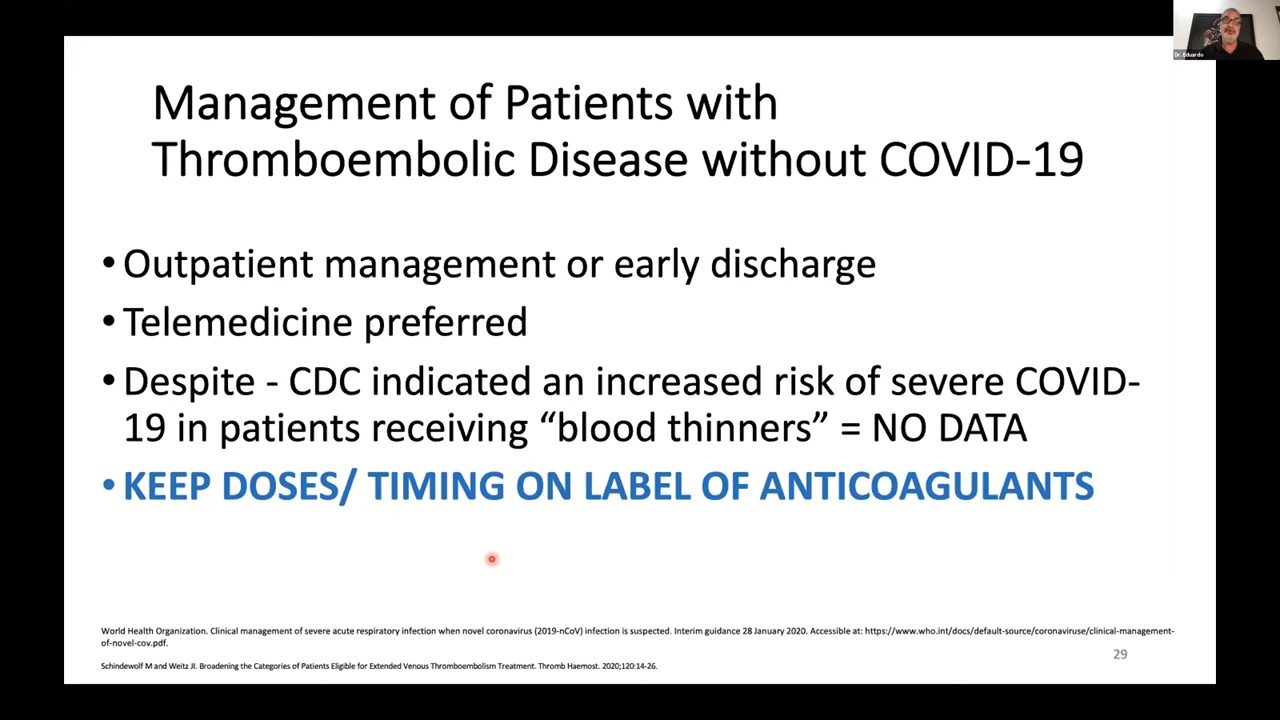 Dr. Eduardo
Management of Patients with
Thromboembolic Disease without COVID-19
• Outpatient management or early discharge
• Telemedicine preferred
• Despite - CDC indicated an increased risk of severe COVID-
19 in patients receiving “blood thinners” = NO DATA
• KEEP DOSES/ TIMING ON LABEL OF ANTICOAGULANTS
World Health Organization. Clinical management of severe acute respiratory infection when novel coronavirus (2019-nCoV) infection is suspected. Interim guidance 28 January 2020. Accessible at: https://www.who.int/docs/default-source/coronaviruse/clinical-management-
of-novel-cov.pdf.
Schindewolf M and Weitz JI. Broadening the Categories of Patients Eligible for Extended Venous Thromboembolism Treatment. Thromb Haemost. 2020;120:14-26.
29